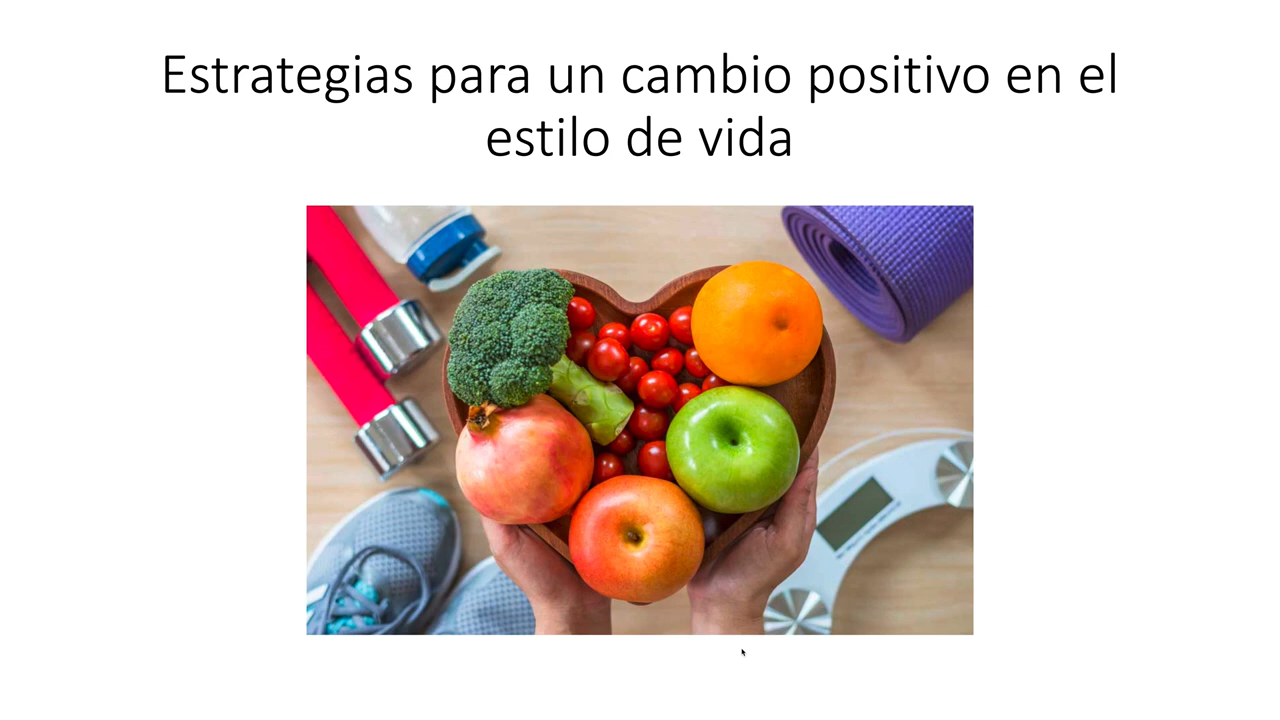 Estrategias para un cambio positivo en el
estilo de vida